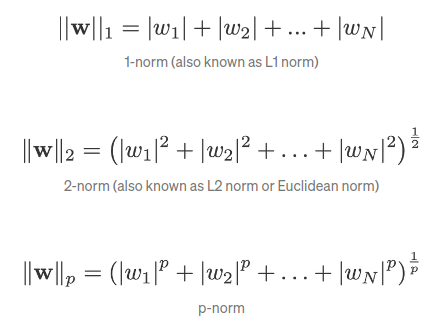 ||w||₁ = |w₁| + |w₂| + ... + |w_N|
1-norm (also known as L1 norm)
‖w‖₂ = (|w₁|² + |w₂|² + . . . + |w_N|²)^(1/2)
2-norm (also known as L2 norm or Euclidean norm)
‖w‖_p = (|w₁|^p + |w₂|^p + . . . + |w_N|^p)^(1/p)
p-norm